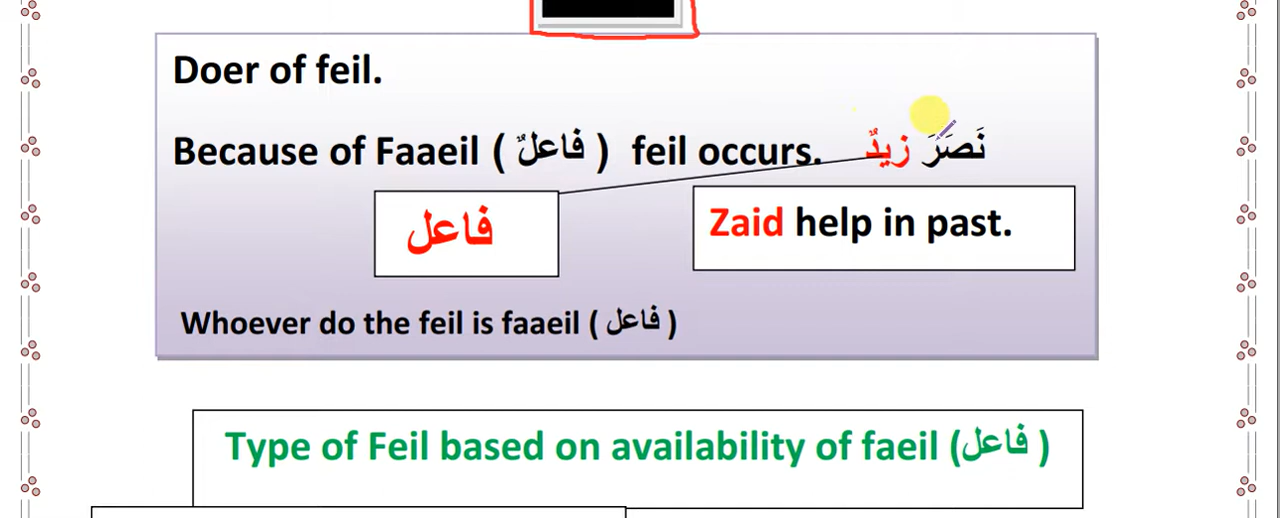 Doer of feil.
Because of Faaeil ( فاعلٌ ) feil occurs. نَصَرَ زيدٌ
فاعل
Zaid help in past.
Whoever do the feil is faaeil ( فاعل )
Type of Feil based on availability of faeil (فاعل )